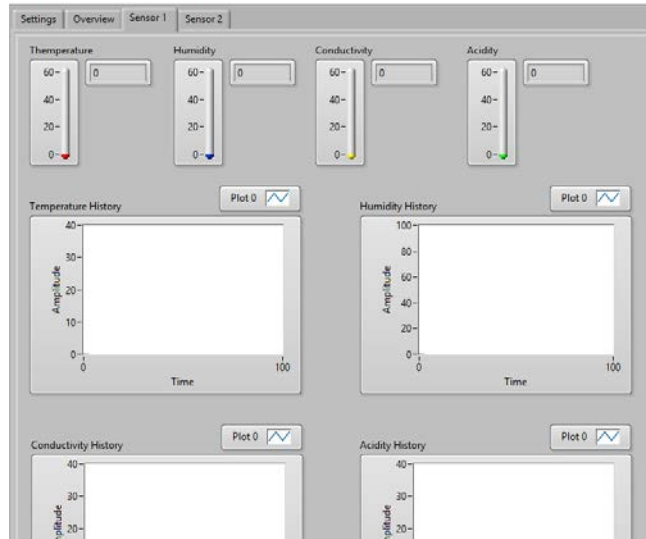 Settings Overview Sensor 1 Sensor 2
Themperature Humidity Conductivity Acidity
60 0 60 0 60 0 60 0
40 40 40 40
20 20 20 20
0 0 0 0
Plot 0 Plot 0
Temperature History Humidity History
40 100
30 80
60
20
40
10
20
0 0
Amplitude Amplitude
0 100 0 100
Time Time
Plot 0 Plot 0
Conductivity History Acidity History
40 40
30 30
20 20